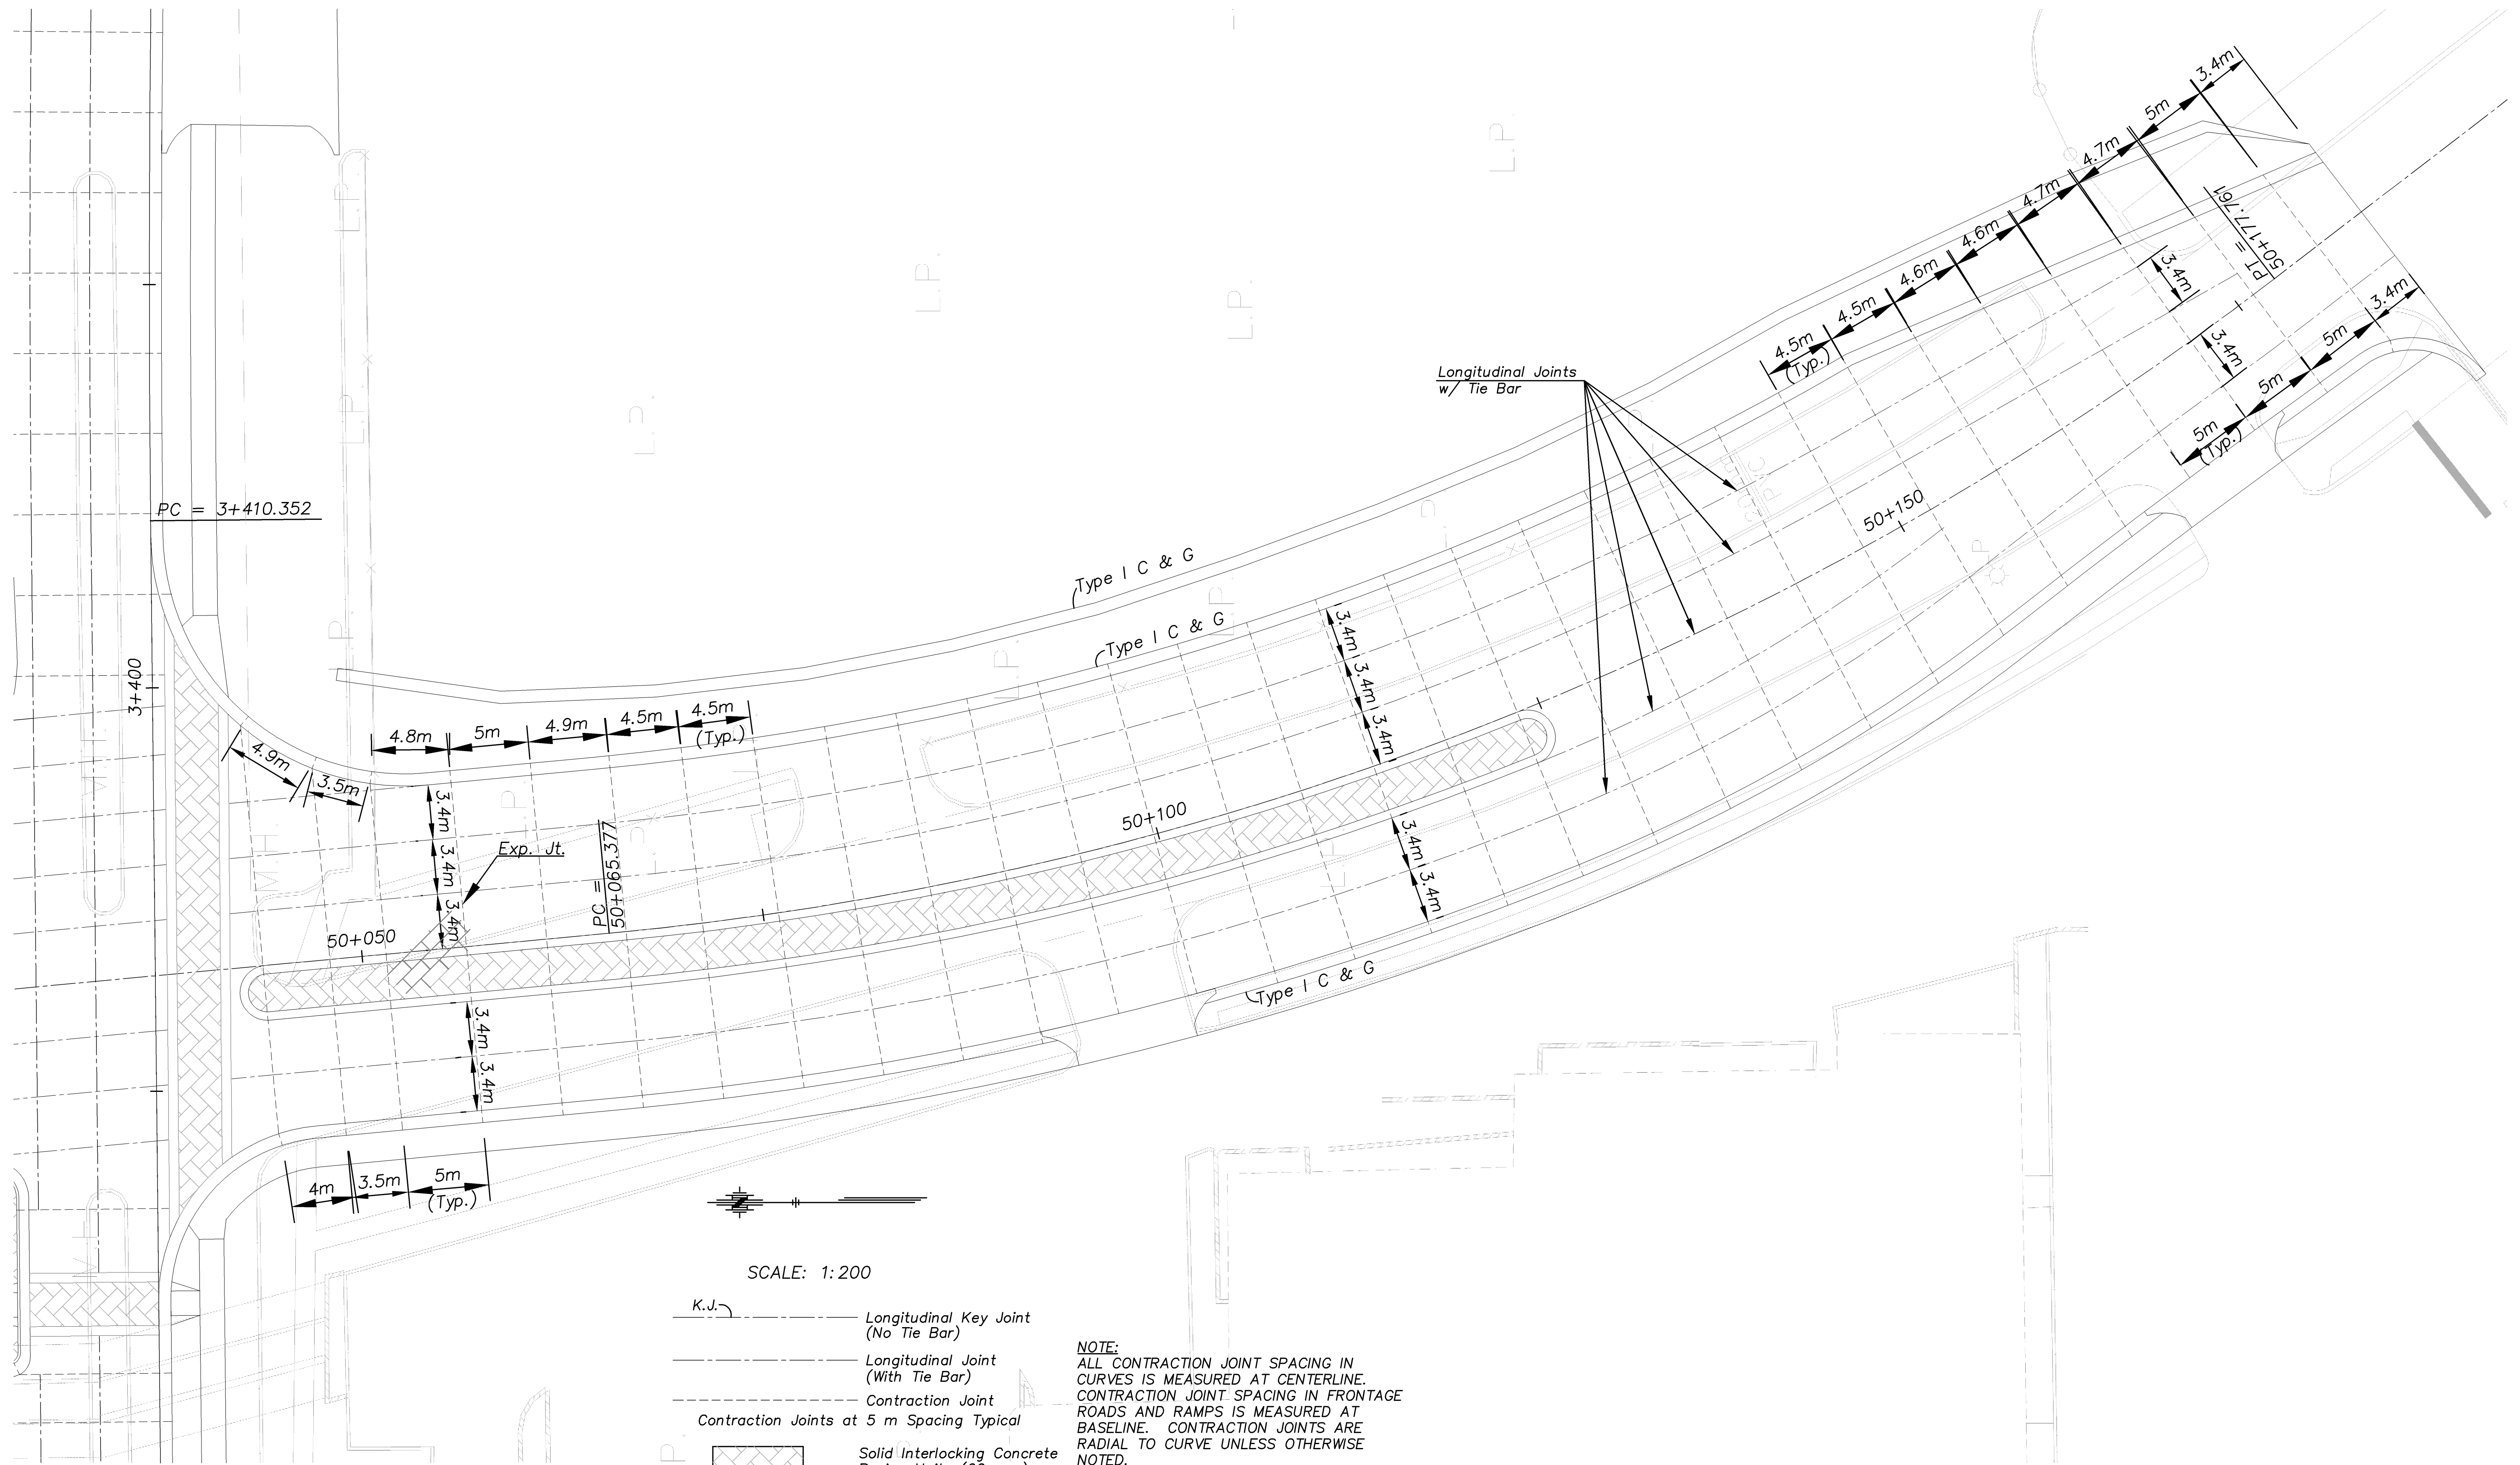 3.4m
5m
4.7m
4.7m
4.6m
4.6m
4.5m
4.5m
(Typ.)
PT =
50+177.761
3.4m
3.4m
3.4m
5m
5m
5m
(Typ.)
Longitudinal Joints
w/ Tie Bar
50+150
PC = 3+410.352
3+400
Type I C & G
Type I C & G
3.4m
3.4m
3.4m
4.9m
3.5m
4.8m
5m
4.9m
4.5m
4.5m
(Typ.)
3.4m
3.4m
3.4m
Exp. Jt.
PC =
50+065.377
50+050
50+100
3.4m
3.4m
Type I C & G
3.4m
3.4m
4m
3.5m
5m
(Typ.)
SCALE: 1:200
K.J.
Longitudinal Key Joint
(No Tie Bar)
Longitudinal Joint
(With Tie Bar)
Contraction Joint
Contraction Joints at 5 m Spacing Typical
Solid Interlocking Concrete
NOTE:
ALL CONTRACTION JOINT SPACING IN
CURVES IS MEASURED AT CENTERLINE.
CONTRACTION JOINT SPACING IN FRONTAGE
ROADS AND RAMPS IS MEASURED AT
BASELINE. CONTRACTION JOINTS ARE
RADIAL TO CURVE UNLESS OTHERWISE
NOTED.